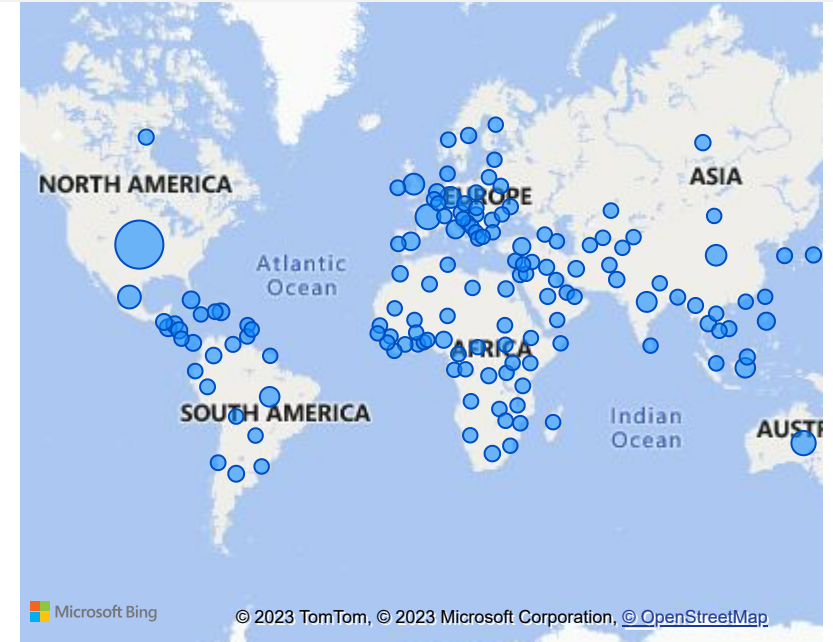 NORTH AMERICA
EUROPE
ASIA
Atlantic
Ocean
AFRICA
SOUTH AMERICA
Indian
Ocean
AUSTR
Microsoft Bing
© 2023 TomTom, © 2023 Microsoft Corporation, © OpenStreetMap